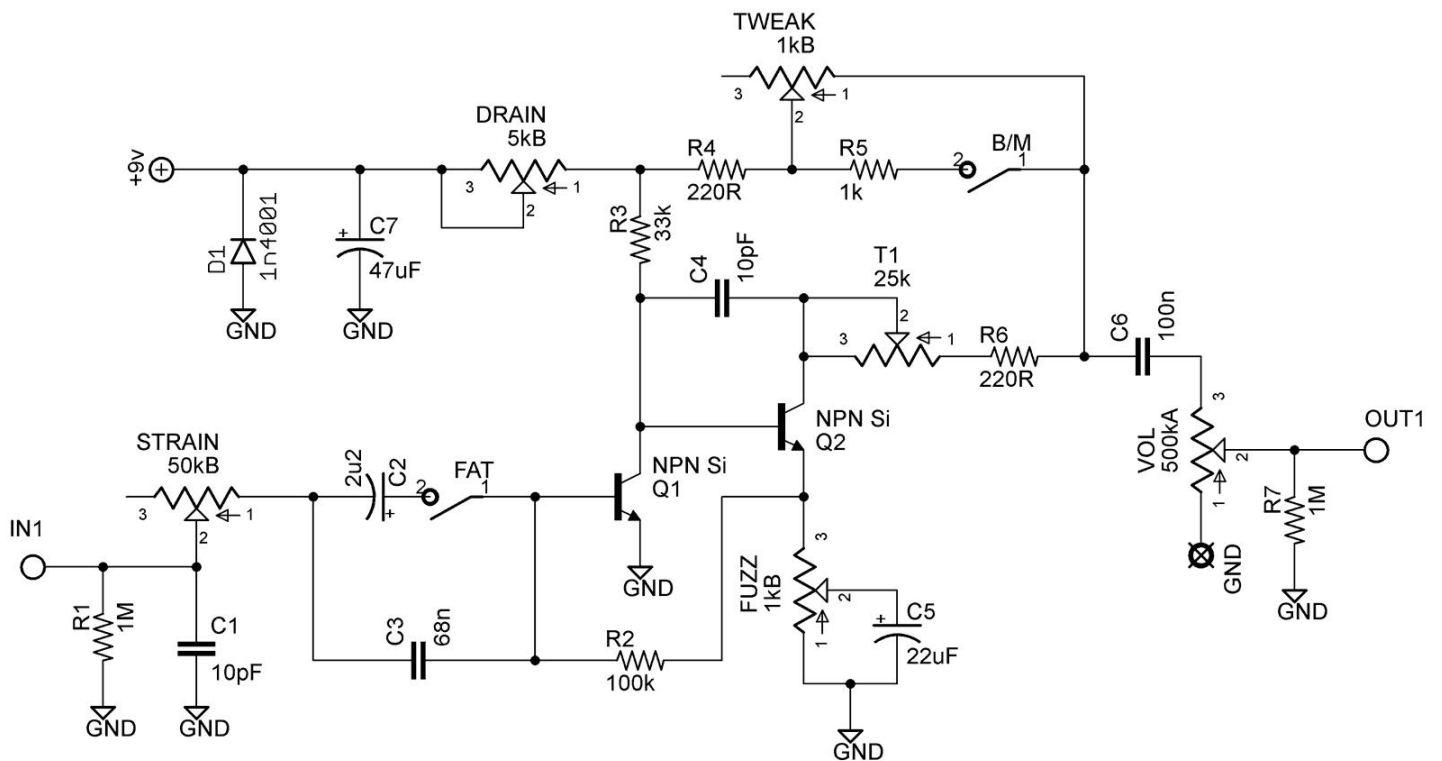 TWEAK
1kB
3
1
2
DRAIN
5kB
3
1
2
+9v
R4
220R
R5
1k
B/M
2
1
D1
1n4001
GND
+
C7
47uF
GND
R3
33k
C4
10pF
T1
25k
2
3
1
R6
220R
C6
100n
NPN Si
Q2
STRAIN
50kB
3
1
2
2u2
C2
+
FAT
2
1
NPN Si
Q1
GND
IN1
R1
1M
GND
C1
10pF
GND
C3
68n
R2
100k
FUZZ
1kB
3
2
1
+
C5
22uF
GND
VOL
500kA
3
2
1
GND
R7
1M
GND
OUT1